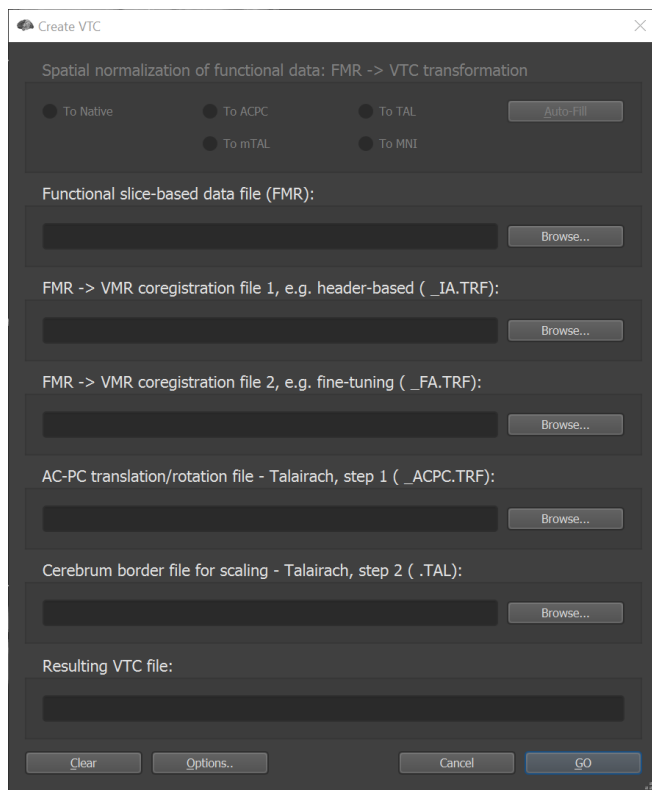 Create VTC
Spatial normalization of functional data: FMR -> VTC transformation
To Native To ACPC To TAL Auto-Fill
To mTAL To MNI
Functional slice-based data file (FMR):
Browse...
FMR -> VMR coregistration file 1, e.g. header-based ( _IA.TRF):
Browse...
FMR -> VMR coregistration file 2, e.g. fine-tuning ( _FA.TRF):
Browse...
AC-PC translation/rotation file - Talairach, step 1 ( _ACPC.TRF):
Browse...
Cerebrum border file for scaling - Talairach, step 2 ( .TAL):
Browse...
Resulting VTC file:
Clear Options.. Cancel GO